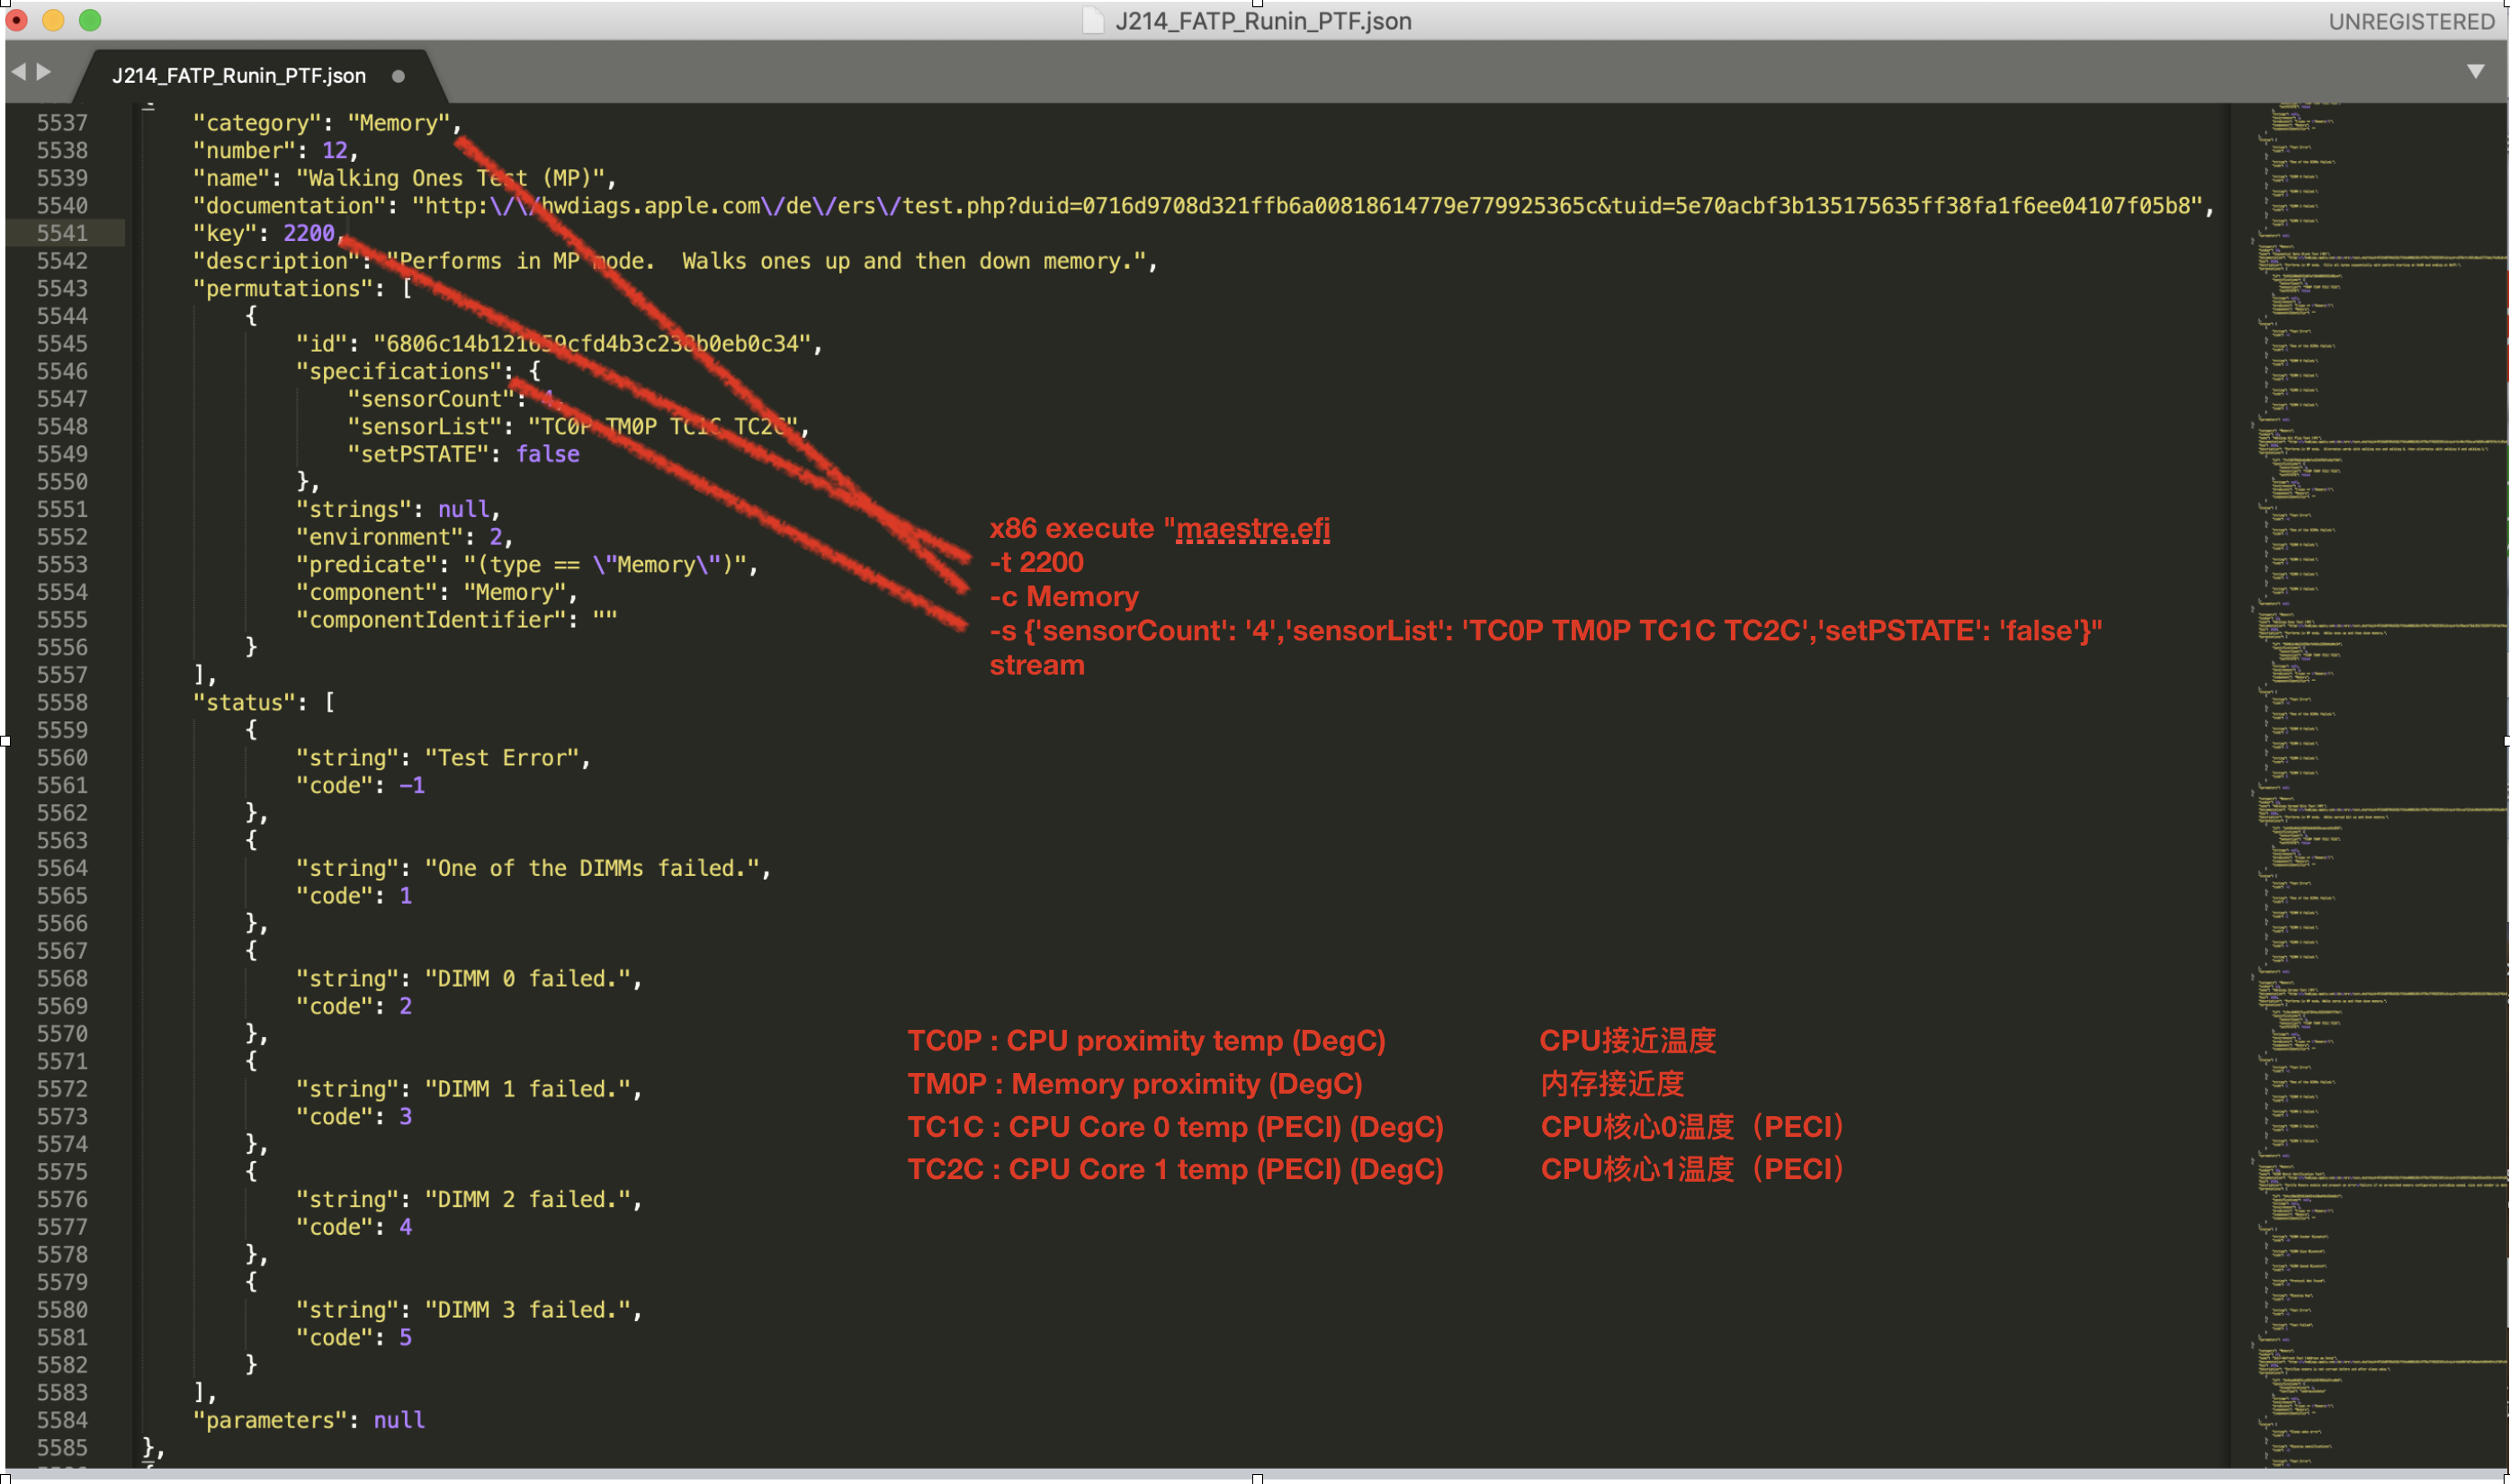 J214_FATP_Runin_PTF.json
UNREGISTERED
J214_FATP_Runin_PTF.json
5537 "category": "Memory",
5538 "number": 12,
5539 "name": "Walking Ones Test (MP)",
5540 "documentation": "http:\/\/hwdiags.apple.com\/de\/ers\/test.php?duid=0716d9708d321ffb6a00818614779e779925365c&tuid=5e70acbf3b135175635ff38fa1f6ee04107f05b8",
5541 "key": 2200,
5542 "description": "Performs in MP mode.  Walks ones up and then down memory.",
5543 "permutations": [
5544 {
5545 "id": "6806c14b121659cfd4b3c238b0eb0c34",
5546 "specifications": {
5547 "sensorCount": 4,
5548 "sensorList": "TC0P TM0P TC1C TC2C",
5549 "setPSTATE": false
5550 },
5551 "strings": null,
5552 "environment": 2,
5553 "predicate": "(type == \"Memory\")",
5554 "component": "Memory",
5555 "componentIdentifier": ""
5556 }
5557 ],
5558 "status": [
5559 {
5560 "string": "Test Error",
5561 "code": -1
5562 },
5563 {
5564 "string": "One of the DIMMs failed.",
5565 "code": 1
5566 },
5567 {
5568 "string": "DIMM 0 failed.",
5569 "code": 2
5570 },
5571 {
5572 "string": "DIMM 1 failed.",
5573 "code": 3
5574 },
5575 {
5576 "string": "DIMM 2 failed.",
5577 "code": 4
5578 },
5579 {
5580 "string": "DIMM 3 failed.",
5581 "code": 5
5582 }
5583 ],
5584 "parameters": null
5585 },
x86 execute "maestre.efi
-t 2200
-c Memory
-s {'sensorCount': '4','sensorList': 'TC0P TM0P TC1C TC2C','setPSTATE': 'false'}"
stream
TC0P : CPU proximity temp (DegC) CPU接近温度
TM0P : Memory proximity (DegC) 内存接近度
TC1C : CPU Core 0 temp (PECI) (DegC) CPU核心0温度（PECI）
TC2C : CPU Core 1 temp (PECI) (DegC) CPU核心1温度（PECI）